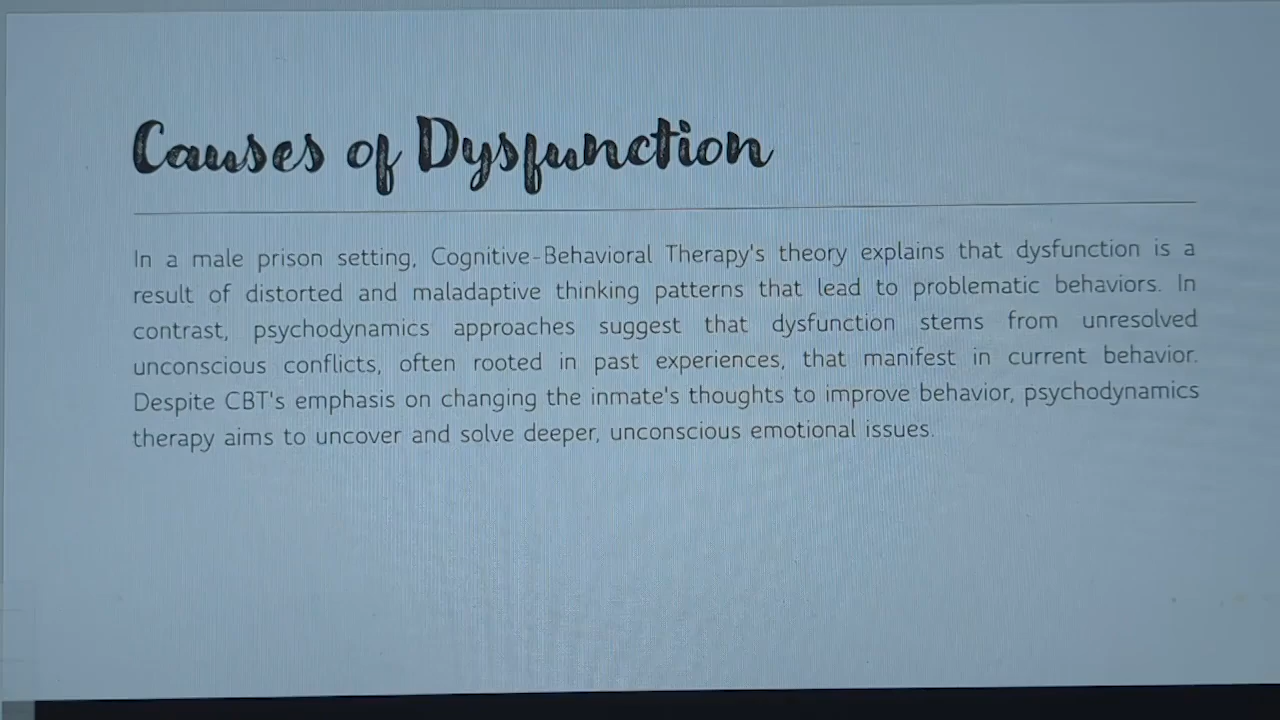 Causes of Dysfunction
In a male prison setting, Cognitive-Behavioral Therapy's theory explains that dysfunction is a
result of distorted and maladaptive thinking patterns that lead to problematic behaviors. In
contrast, psychodynamics approaches suggest that dysfunction stems from unresolved
unconscious conflicts, often rooted in past experiences, that manifest in current behavior.
Despite CBT's emphasis on changing the inmate's thoughts to improve behavior, psychodynamics
therapy aims to uncover and solve deeper, unconscious emotional issues.